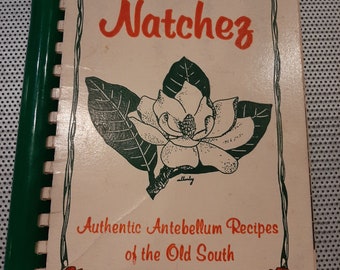 Natchez
Authentic Antebellum Recipes
of the Old South